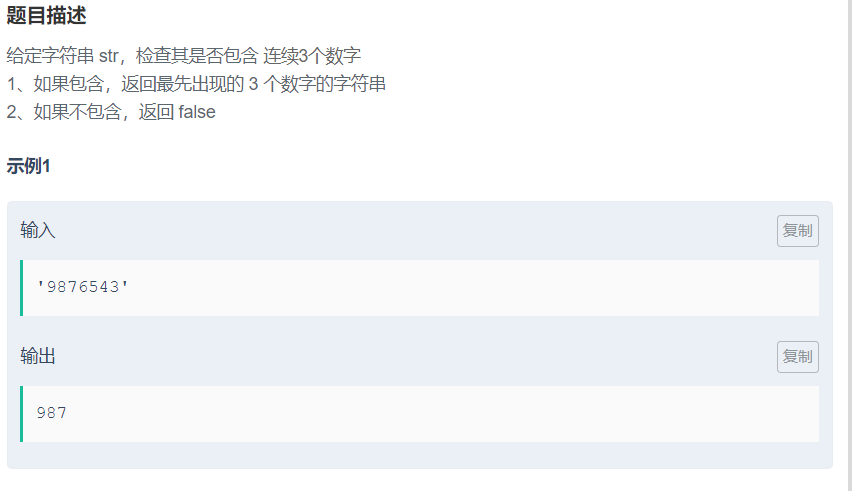 题目描述
给定字符串 str，检查其是否包含 连续3个数字
1、如果包含，返回最先出现的 3 个数字的字符串
2、如果不包含，返回 false
示例1
输入
复制
'9876543'
输出
复制
987